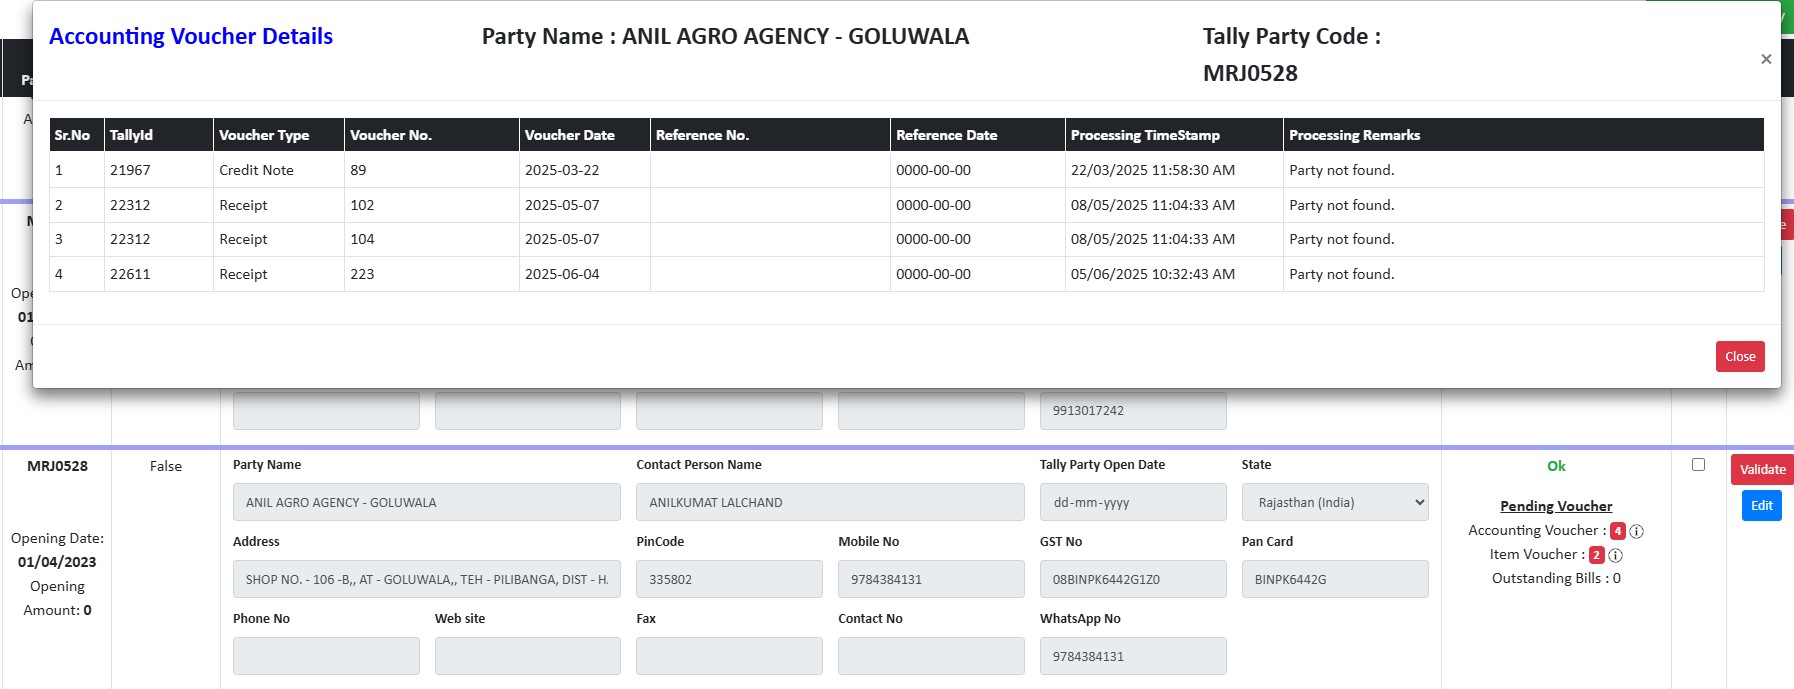 Accounting Voucher Details
Party Name : ANIL AGRO AGENCY - GOLUWALA
Tally Party Code :
MRJ0528
×
Sr.No TallyId Voucher Type Voucher No. Voucher Date Reference No. Reference Date Processing TimeStamp Processing Remarks
1 21967 Credit Note 89 2025-03-22 0000-00-00 22/03/2025 11:58:30 AM Party not found.
2 22312 Receipt 102 2025-05-07 0000-00-00 08/05/2025 11:04:33 AM Party not found.
3 22312 Receipt 104 2025-05-07 0000-00-00 08/05/2025 11:04:33 AM Party not found.
4 22611 Receipt 223 2025-06-04 0000-00-00 05/06/2025 10:32:43 AM Party not found.
Close
9913017242
MRJ0528
Opening Date:
01/04/2023
Opening
Amount: 0
False
Party Name Contact Person Name Tally Party Open Date State
ANIL AGRO AGENCY - GOLUWALA ANILKUMAT LALCHAND dd-mm-yyyy Rajasthan (India)
Address PinCode Mobile No GST No Pan Card
SHOP NO. - 106 -B,, AT - GOLUWALA,, TEH - PILIBANGA, DIST - H. 335802 9784384131 08BINPK6442G1Z0 BINPK6442G
Phone No Web site Fax Contact No WhatsApp No
9784384131
Ok
Pending Voucher
Accounting Voucher : 4
Item Voucher : 2
Outstanding Bills : 0
Validate
Edit